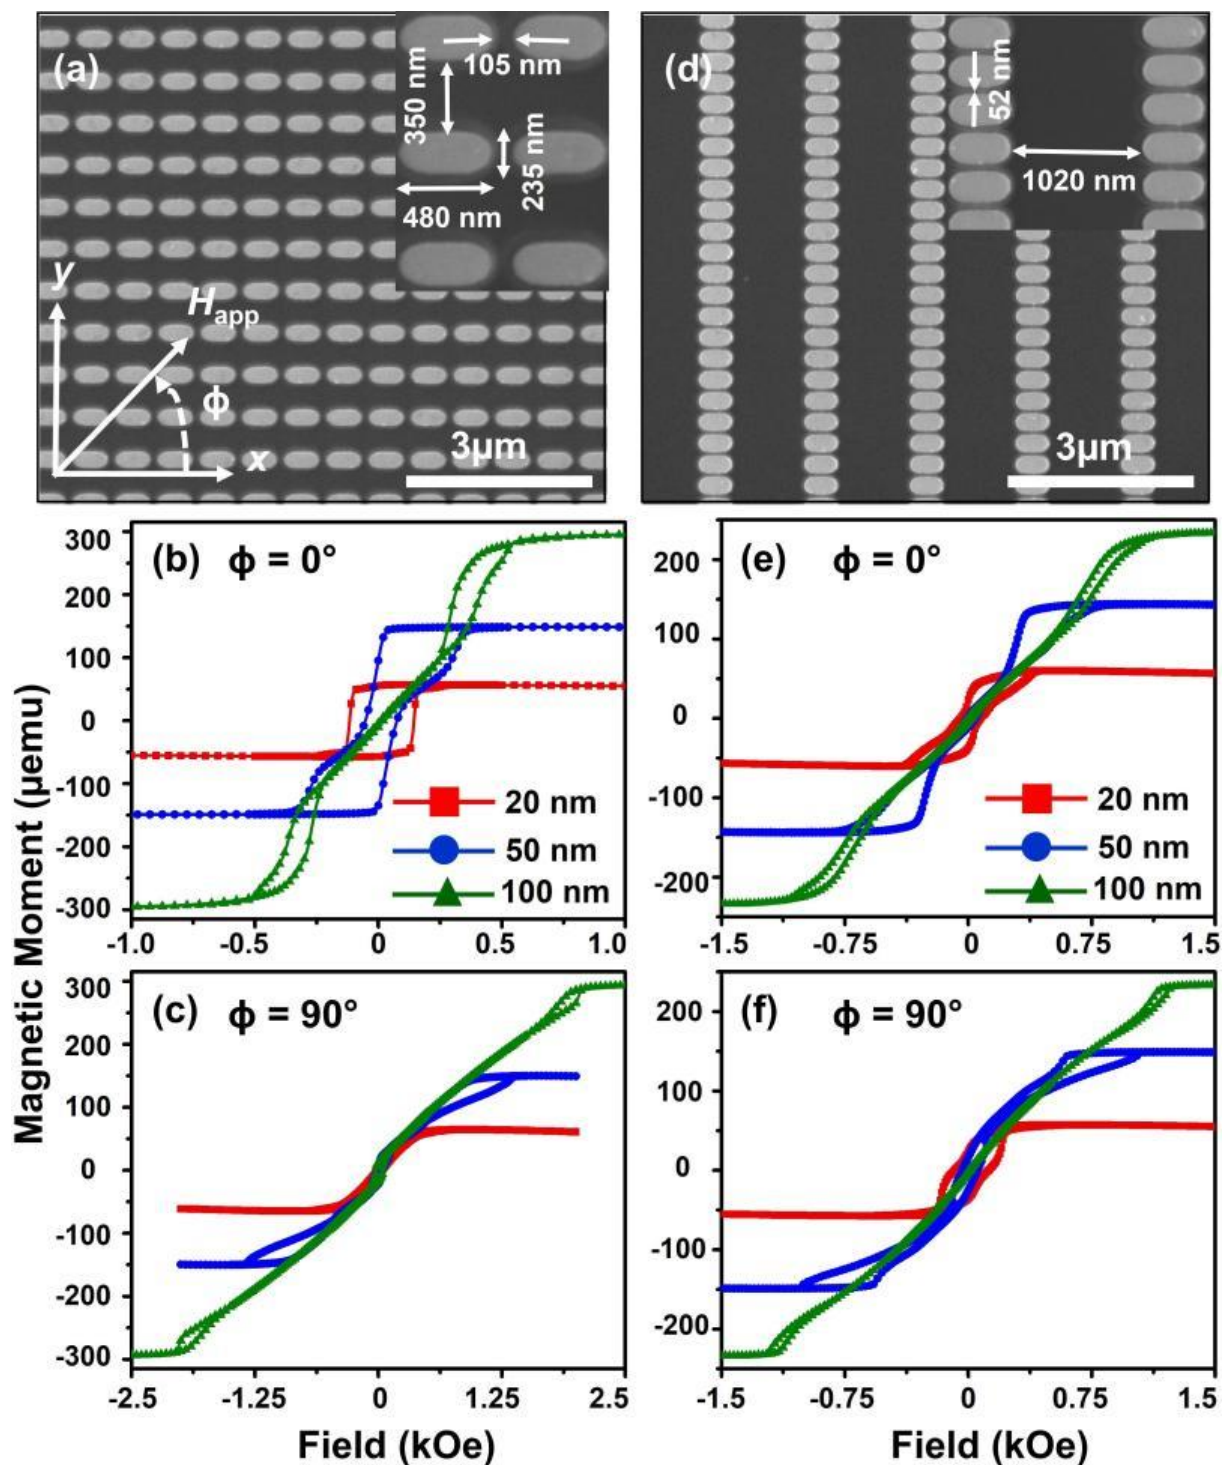 (a)
105 nm
350 nm
235 nm
480 nm
y
H_app
ϕ
x
3μm
(d)
52 nm
1020 nm
3μm
Magnetic Moment (μemu)
(b) ϕ = 0°
300
200
100
0
-100
-200
-300
20 nm
50 nm
100 nm
-1.0 -0.5 0 0.5 1.0
(e) ϕ = 0°
200
100
0
-100
-200
20 nm
50 nm
100 nm
-1.5 -0.75 0 0.75 1.5
(c) ϕ = 90°
300
200
100
0
-100
-200
-300
-2.5 -1.25 0 1.25 2.5
Field (kOe)
(f) ϕ = 90°
200
100
0
-100
-200
-1.5 -0.75 0 0.75 1.5
Field (kOe)